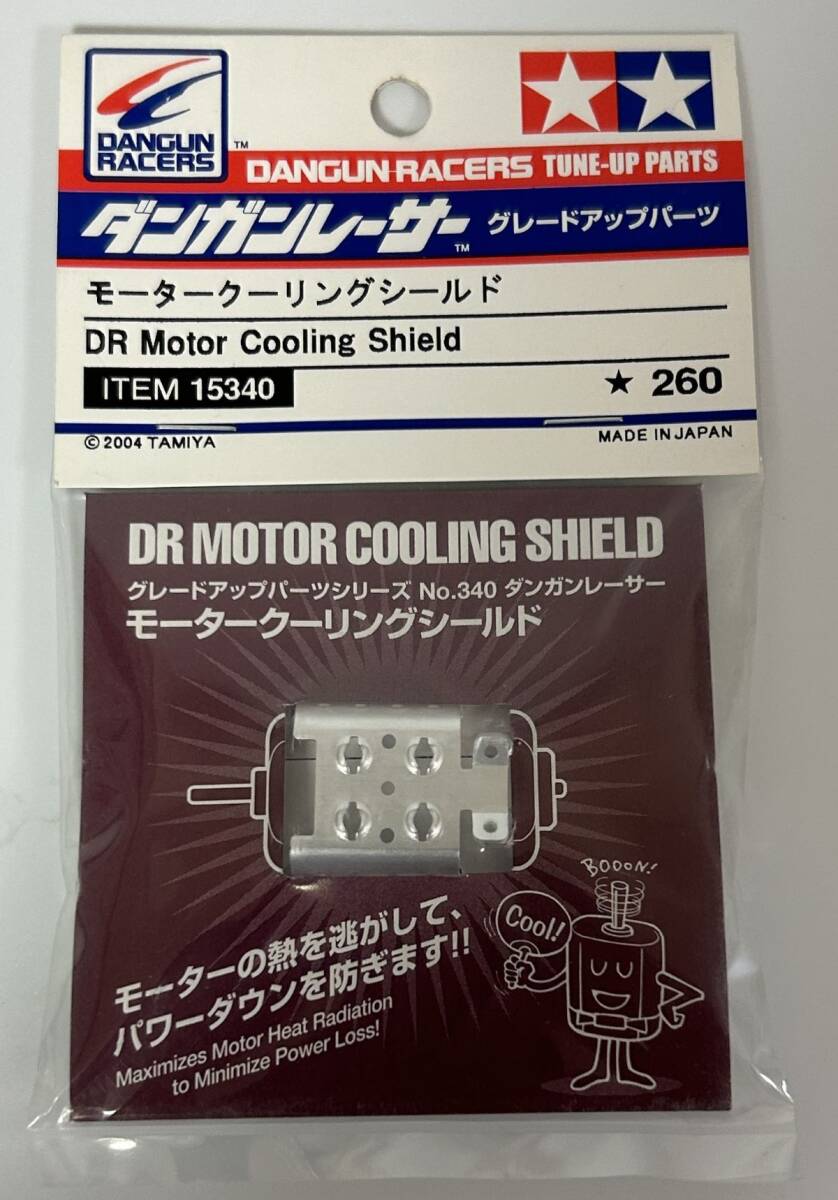 DANGUN
RACERS™
DANGUN-RACERS TUNE-UP PARTS
ダンガンレーサー™ グレードアップパーツ
モータークーリングシールド
DR Motor Cooling Shield
ITEM 15340 ★ 260
©2004 TAMIYA MADE IN JAPAN
DR MOTOR COOLING SHIELD
グレードアップパーツシリーズ No.340 ダンガンレーサー
モータークーリングシールド
BOOON!
Cool!
モーターの熱を逃がして、
パワーダウンを防ぎます!!
Maximizes Motor Heat Radiation
to Minimize Power Loss!